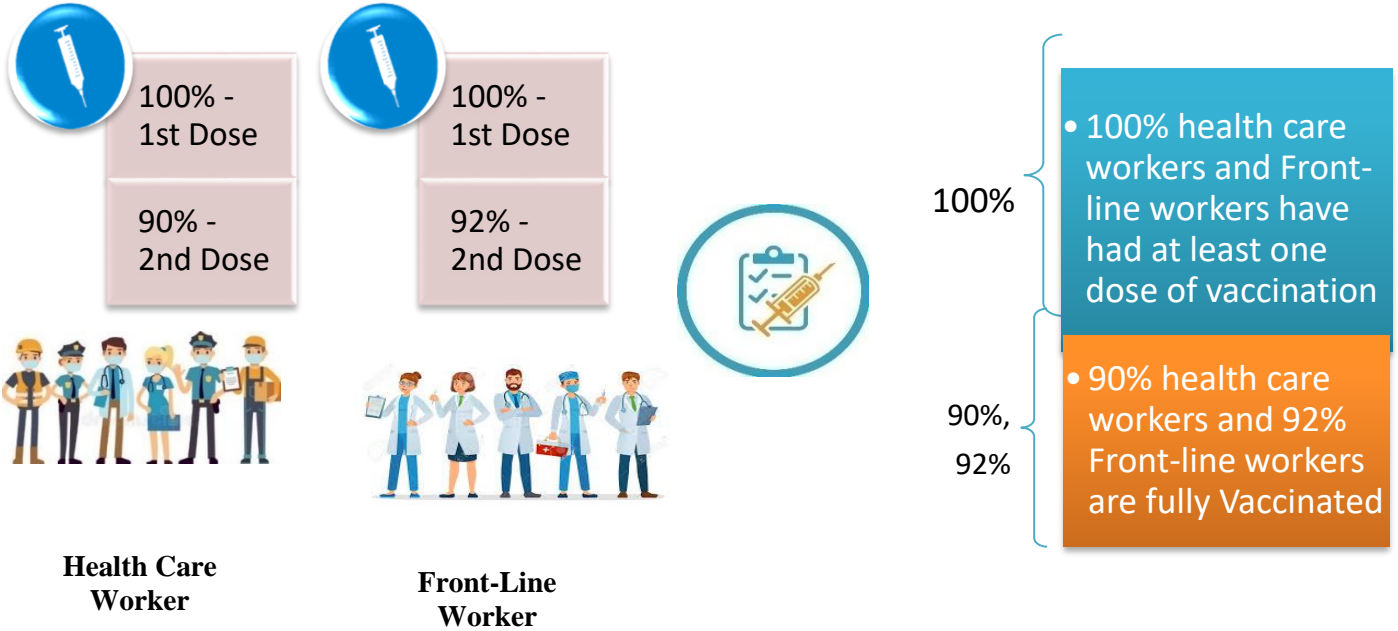 100% -
1st Dose
90% -
2nd Dose
Health Care
Worker
100% -
1st Dose
92% -
2nd Dose
Front-Line
Worker
100%
• 100% health care
workers and Front-
line workers have
had at least one
dose of vaccination
90%,
92%
• 90% health care
workers and 92%
Front-line workers
are fully Vaccinated